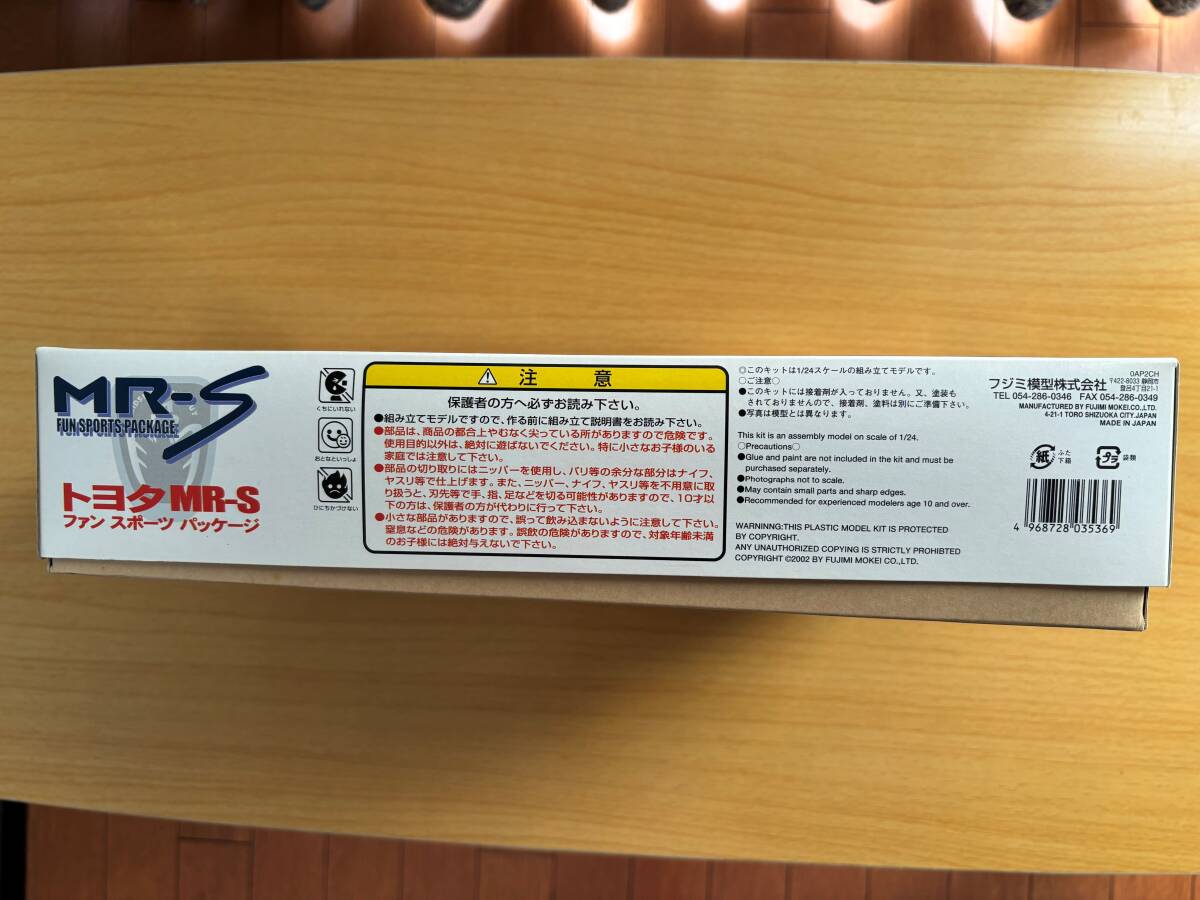 MR-S
FUN SPORTS PACKAGE
トヨタ MR-S
ファン スポーツ パッケージ
くちにいれない
おとなといっしょ
ひにちかづけない
注 意
保護者の方へ必ずお読み下さい。
●組み立てモデルですので、作る前に組み立て説明書をお読み下さい。
●部品は、商品の都合上やむなく尖っている所がありますので危険です。
使用目的以外は、絶対に遊ばないでください。特に小さなお子様のいる
家庭では注意して下さい。
●部品の切り取りにはニッパーを使用し、バリ等の余分な部分はナイフ、
ヤスリ等で仕上げます。また、ニッパー、ナイフ、ヤスリ等を不用意に取
り扱うと、刃先等で手、指、足などを切る可能性がありますので、10才以
下の方は、保護者の方が代わりに行って下さい。
●小さな部品がありますので、誤って飲み込まないように注意して下さい。
窒息などの危険があります。誤飲の危険がありますので、対象年齢未満
のお子様には絶対与えないで下さい。
◎このキットは1/24スケールの組み立てモデルです。
○ご注意○
●このキットには接着剤が入っておりません。又、塗装も
されておりませんので、接着剤、塗料は別にご準備下さい。
●写真は模型とは異なります。
This kit is an assembly model on scale of 1/24.
○Precautions○
●Glue and paint are not included in the kit and must be
purchased separately.
●Photographs not to scale.
●May contain small parts and sharp edges.
●Recommended for experienced modelers age 10 and over.
WARNINNG:THIS PLASTIC MODEL KIT IS PROTECTED
BY COPYRIGHT.
ANY UNAUTHORIZED COPYING IS STRICTLY PROHIBTED
COPYRIGHT ©2002 BY FUJIMI MOKEI CO.,LTD.
0AP2CH
フジミ模型株式会社
〒422-8033 静岡市
登呂4丁目21-1
TEL 054-286-0346 FAX 054-286-0349
MANUFACTURED BY FUJIMI MOKEI.CO.,LTD.
4-21-1 TORO SHIZUOKA CITY.JAPAN
MADE IN JAPAN
紙
ふた
下箱
プラ
袋類
4 968728 035369